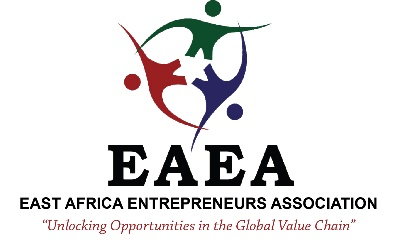 EAEA
EAST AFRICA ENTREPRENEURS ASSOCIATION
“Unlocking Opportunities in the Global Value Chain”